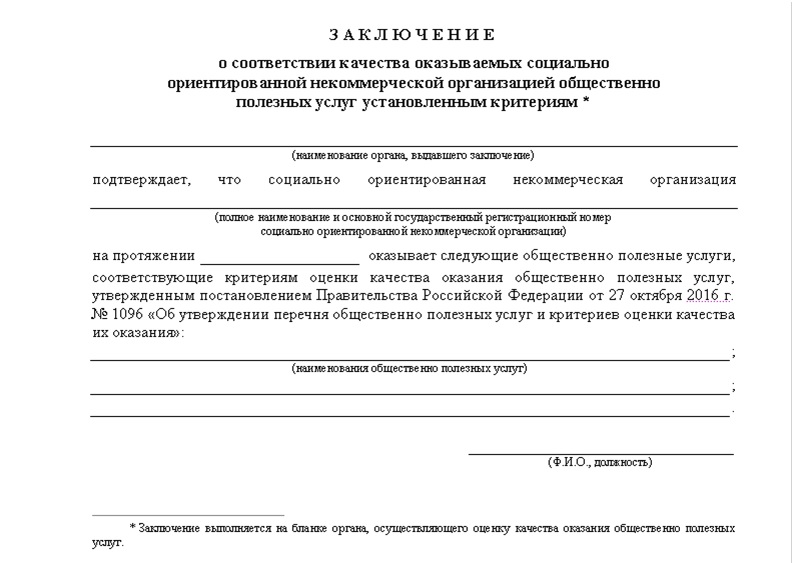 З А К Л Ю Ч Е Н И Е
о соответствии качества оказываемых социально
ориентированной некоммерческой организацией общественно
полезных услуг установленным критериям *
(наименование органа, выдавшего заключение)
подтверждает, что социально ориентированная некоммерческая организация
(полное наименование и основной государственный регистрационный номер
социально ориентированной некоммерческой организации)
на протяжении ____________________ оказывает следующие общественно полезные услуги,
соответствующие критериям оценки качества оказания общественно полезных услуг,
утвержденным постановлением Правительства Российской Федерации от 27 октября 2016 г.
№ 1096 «Об утверждении перечня общественно полезных услуг и критериев оценки качества
их оказания»:
;
(наименования общественно полезных услуг)
;
.
(Ф.И.О., должность)
* Заключение выполняется на бланке органа, осуществляющего оценку качества оказания общественно полезных
услуг.